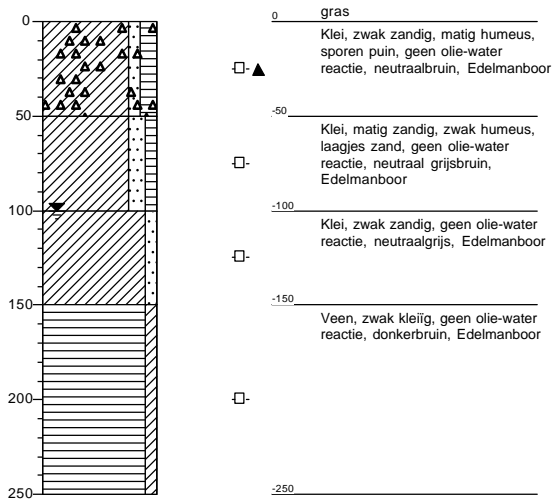 0
50
100
150
200
250
0
gras
Klei, zwak zandig, matig humeus,
sporen puin, geen olie-water
reactie, neutraalbruin, Edelmanboor
-50
Klei, matig zandig, zwak humeus,
laagjes zand, geen olie-water
reactie, neutraal grijsbruin,
Edelmanboor
-100
Klei, zwak zandig, geen olie-water
reactie, neutraalgrijs, Edelmanboor
-150
Veen, zwak kleiïg, geen olie-water
reactie, donkerbruin, Edelmanboor
-250